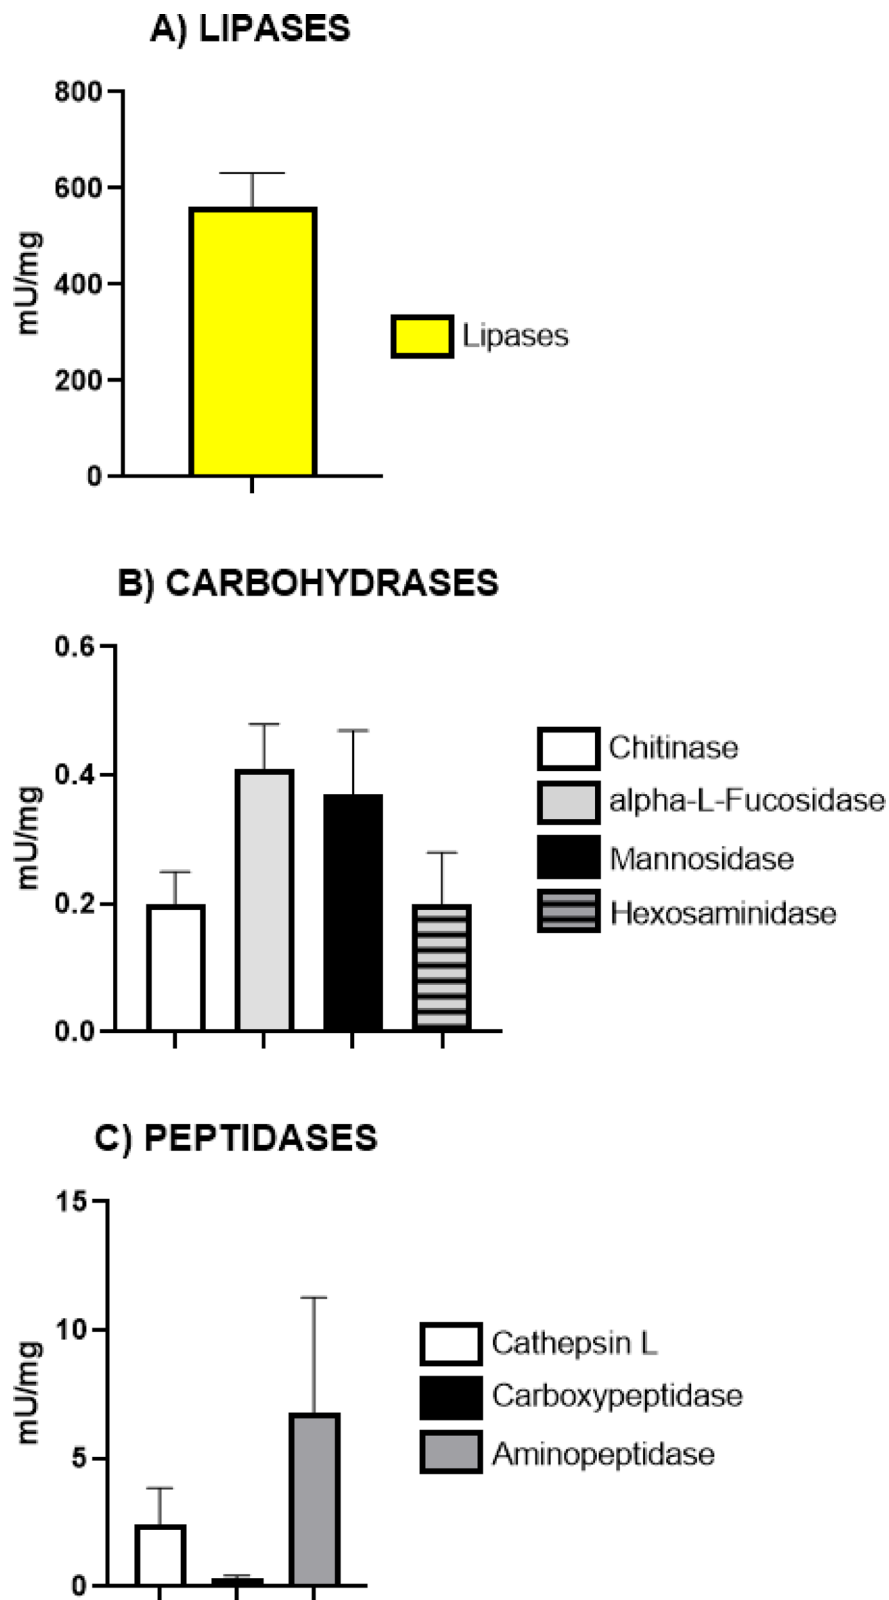 A) LIPASES
800
600
400
200
0
mU/mg
Lipases
B) CARBOHYDRASES
0.6
0.4
0.2
0.0
mU/mg
Chitinase
alpha-L-Fucosidase
Mannosidase
Hexosaminidase
C) PEPTIDASES
15
10
5
0
mU/mg
Cathepsin L
Carboxypeptidase
Aminopeptidase